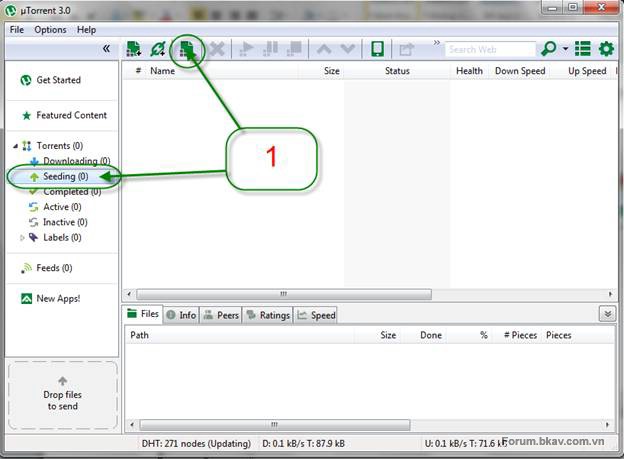 µTorrent 3.0
File Options Help
«
» Search Web
Get Started
Featured Content
Torrents (0)
Downloading (0)
Seeding (0)
Completed (0)
Active (0)
Inactive (0)
Labels (0)
Feeds (0)
New Apps!
Drop files
to send
# Name Size Status Health Down Speed Up Speed
1
Files Info Peers Ratings Speed
Path Size Done % # Pieces Pieces
DHT: 271 nodes (Updating) D: 0.1 kB/s T: 87.9 kB U: 0.1 kB/s T: 71.6
Forum.bkav.com.vn